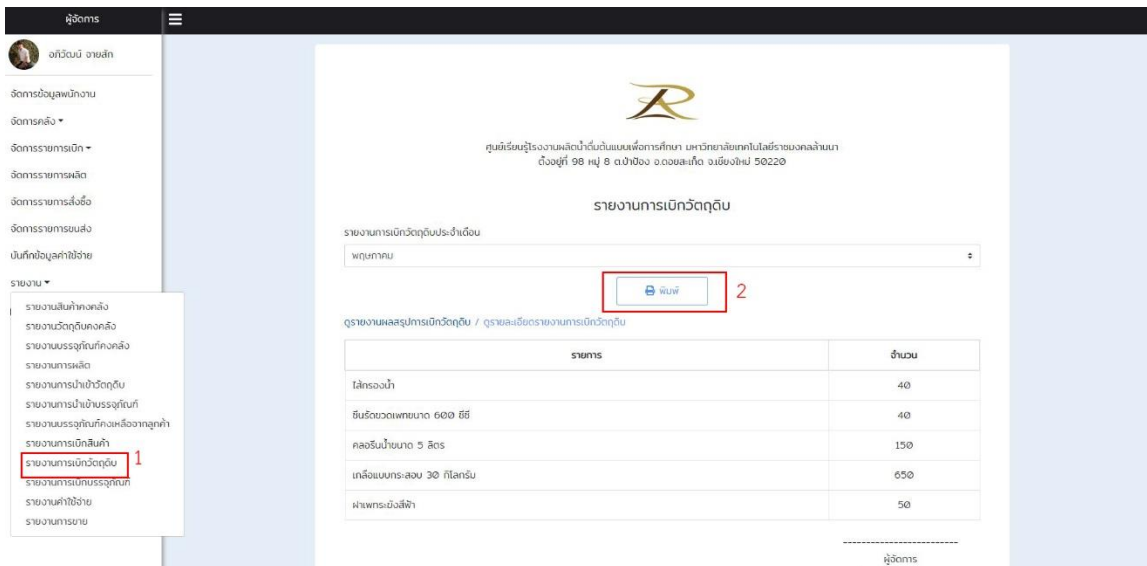 ผู้จัดการ
อภิวัฒน์ จายสัก
จัดการข้อมูลพนักงาน
จัดการคลัง
จัดการรายการเบิก
จัดการรายการผลิต
จัดการรายการสั่งซื้อ
จัดการรายการขนส่ง
บันทึกข้อมูลค่าใช้จ่าย
รายงาน
รายงานสินค้าคงคลัง
รายงานวัตถุดิบคงคลัง
รายงานบรรจุภัณฑ์คงคลัง
รายงานการผลิต
รายงานการนำเข้าวัตถุดิบ
รายงานการนำเข้าบรรจุภัณฑ์
รายงานบรรจุภัณฑ์คงเหลือจากลูกค้า
รายงานการเบิกสินค้า
รายงานการเบิกวัตถุดิบ 1
รายงานการเบิกบรรจุภัณฑ์
รายงานค่าใช้จ่าย
รายงานการขาย
ศูนย์เรียนรู้โรงงานผลิตน้ำดื่มต้นแบบเพื่อการศึกษา มหาวิทยาลัยเทคโนโลยีราชมงคลล้านนา
ตั้งอยู่ที่ 98 หมู่ 8 ต.ป่าป้อง อ.ดอยสะเก็ด จ.เชียงใหม่ 50220
รายงานการเบิกวัตถุดิบ
รายงานการเบิกวัตถุดิบประจำเดือน
พฤษภาคม
พิมพ์ 2
ดูรายงานผลสรุปการเบิกวัตถุดิบ / ดูรายละเอียดรายงานการเบิกวัตถุดิบ
รายการ จำนวน
ไส้กรองน้ำ 40
ซีนรัดขวดเพทขนาด 600 ซีซี 40
คลอรีนน้ำขนาด 5 ลิตร 150
เกลือแบบกระสอบ 30 กิโลกรัม 650
ฝาเพทระฆังสีฟ้า 50
-------------------------
ผู้จัดการ